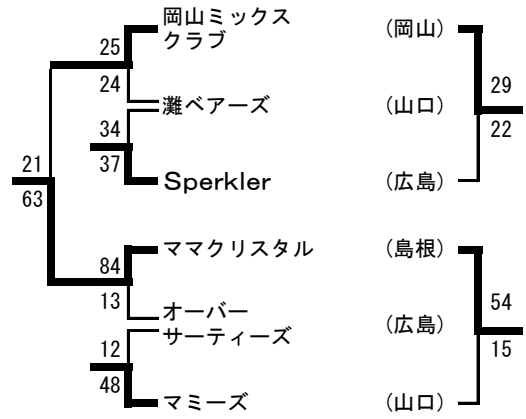 岡山ミックス
クラブ
(岡山)
25
24
29
22
灘ベアーズ
(山口)
34
37
Sperkler
(広島)
21
63
ママクリスタル
(島根)
84
13
54
15
オーバー
サーティーズ
(広島)
12
48
マミーズ
(山口)